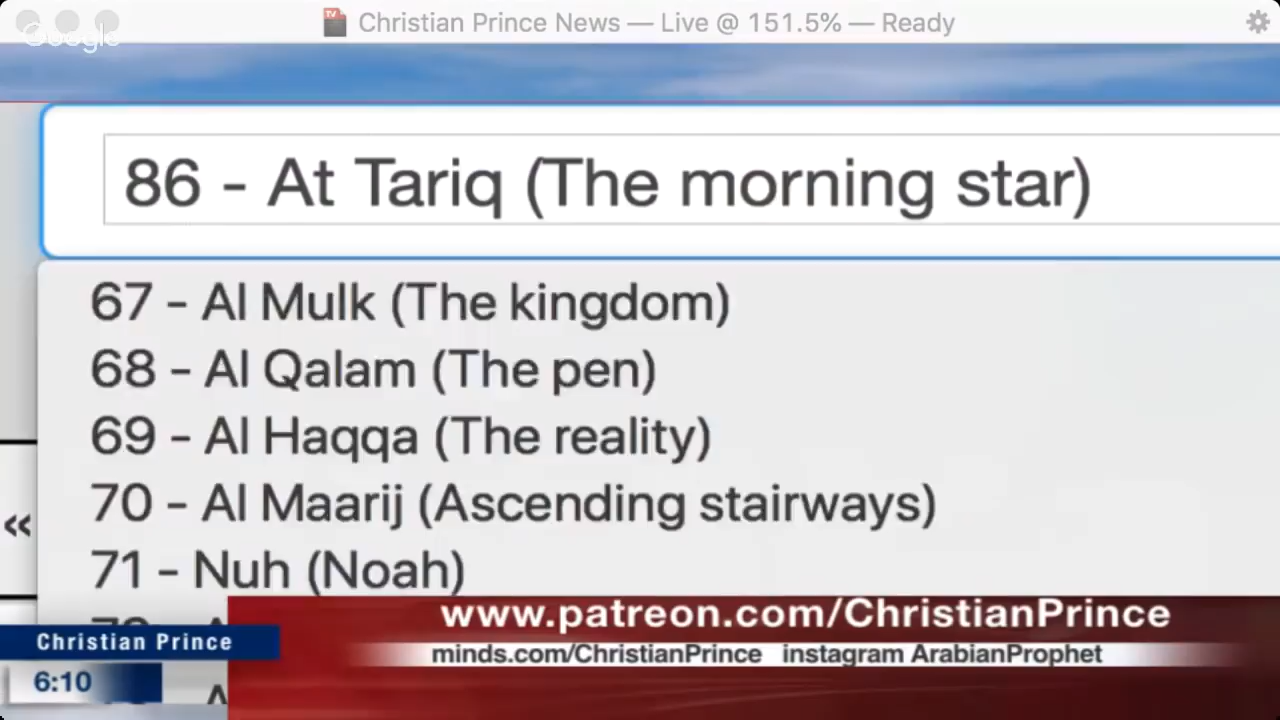 Christian Prince News — Live @ 151.5% — Ready
Google
86 - At Tariq (The morning star)
67 - Al Mulk (The kingdom)
68 - Al Qalam (The pen)
69 - Al Haqqa (The reality)
70 - Al Maarij (Ascending stairways)
«
71 - Nuh (Noah)
www.patreon.com/ChristianPrince
Christian Prince
minds.com/ChristianPrince instagram ArabianProphet
6:10